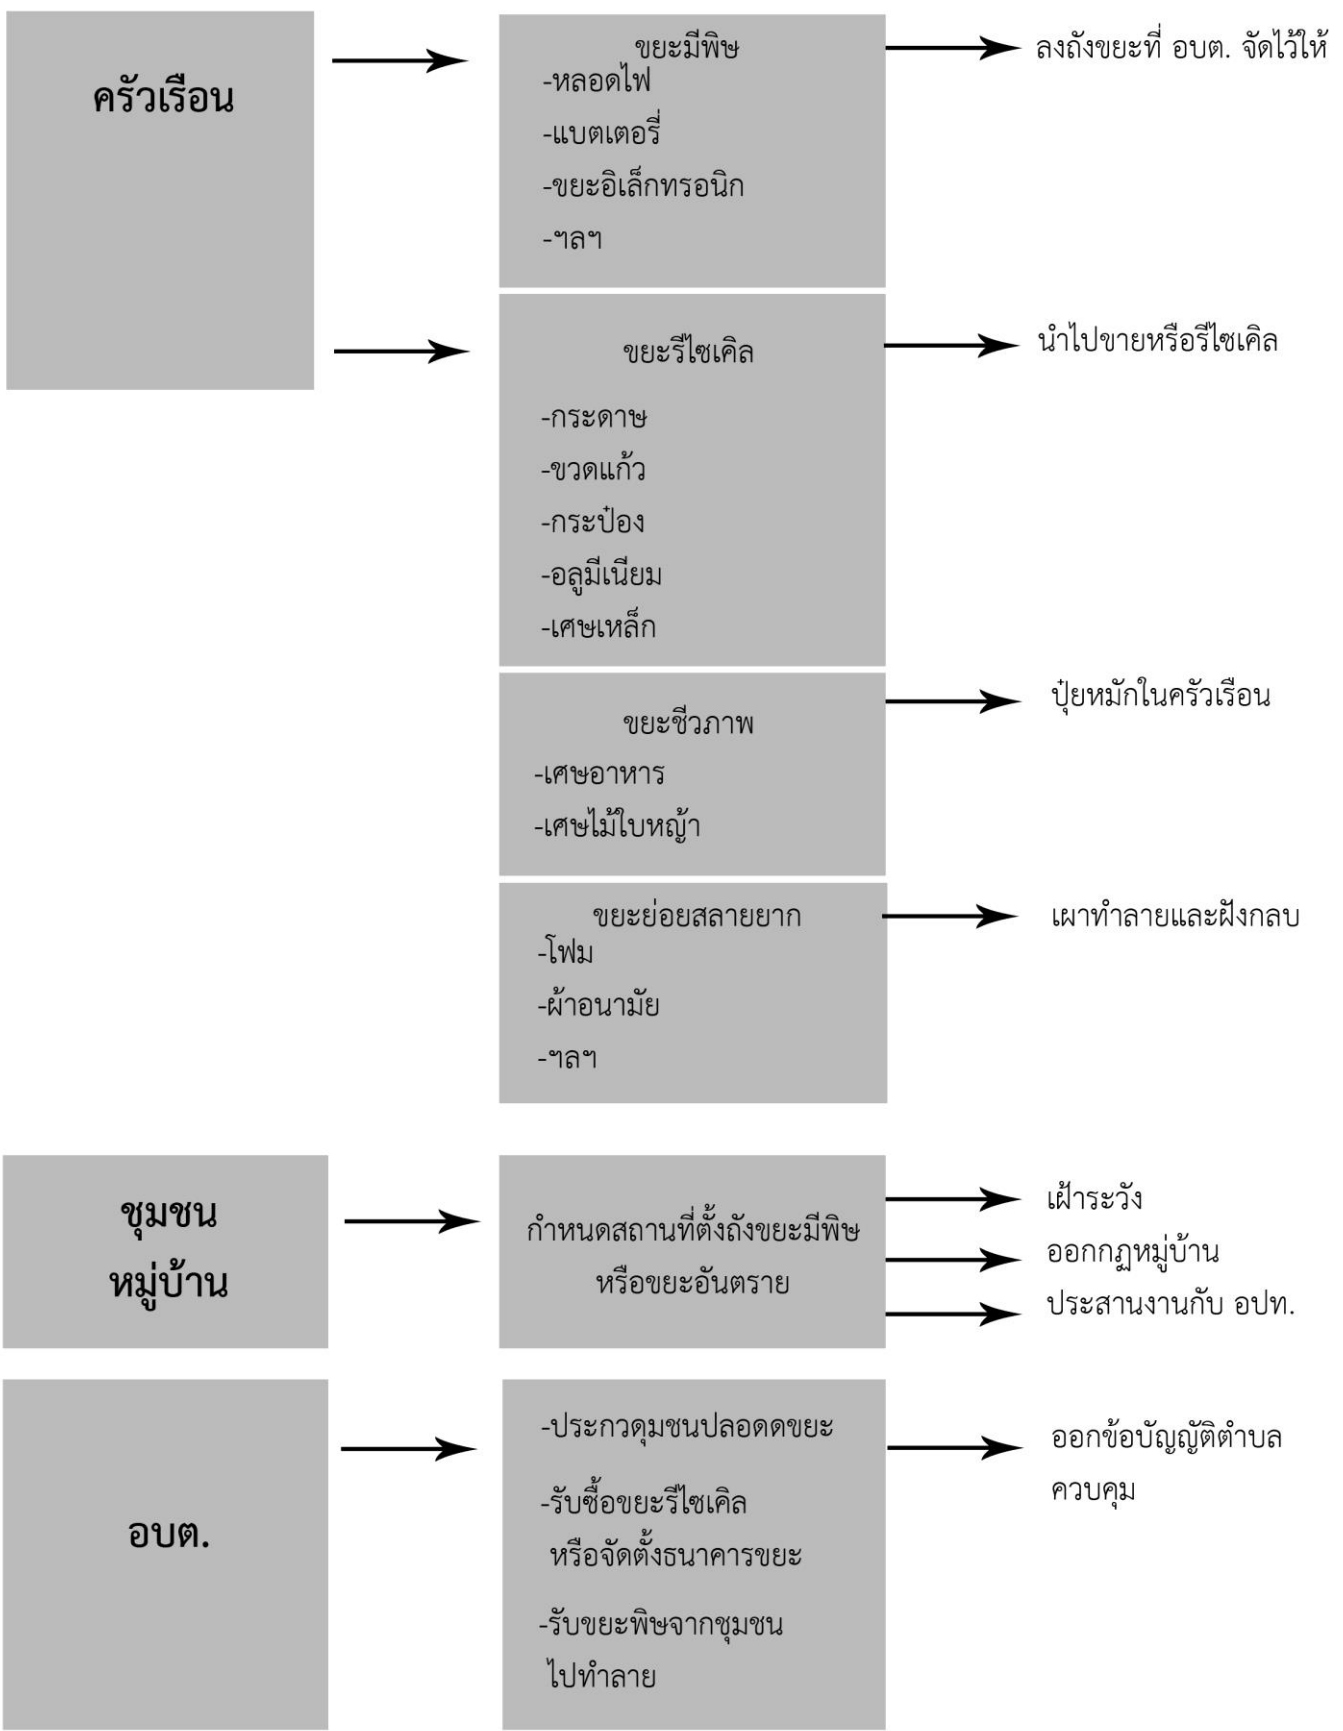 ครัวเรือน
ขยะมีพิษ
-หลอดไฟ
-แบตเตอรี่
-ขยะอิเล็กทรอนิก
-ฯลฯ
ลงถังขยะที่ อบต. จัดไว้ให้
ขยะรีไซเคิล
-กระดาษ
-ขวดแก้ว
-กระป๋อง
-อลูมีเนียม
-เศษเหล็ก
นำไปขายหรือรีไซเคิล
ขยะชีวภาพ
-เศษอาหาร
-เศษไม้ใบหญ้า
ปุ๋ยหมักในครัวเรือน
ขยะย่อยสลายยาก
-โฟม
-ผ้าอนามัย
-ฯลฯ
เผาทำลายและฝังกลบ
ชุมชน
หมู่บ้าน
กำหนดสถานที่ตั้งถังขยะมีพิษ
หรือขยะอันตราย
เฝ้าระวัง
ออกกฏหมู่บ้าน
ประสานงานกับ อปท.
อบต.
-ประกวดุมชนปลอดดขยะ
-รับซื้อขยะรีไซเคิล
หรือจัดตั้งธนาคารขยะ
-รับขยะพิษจากชุมชน
ไปทำลาย
ออกข้อบัญญัติตำบล
ควบคุม